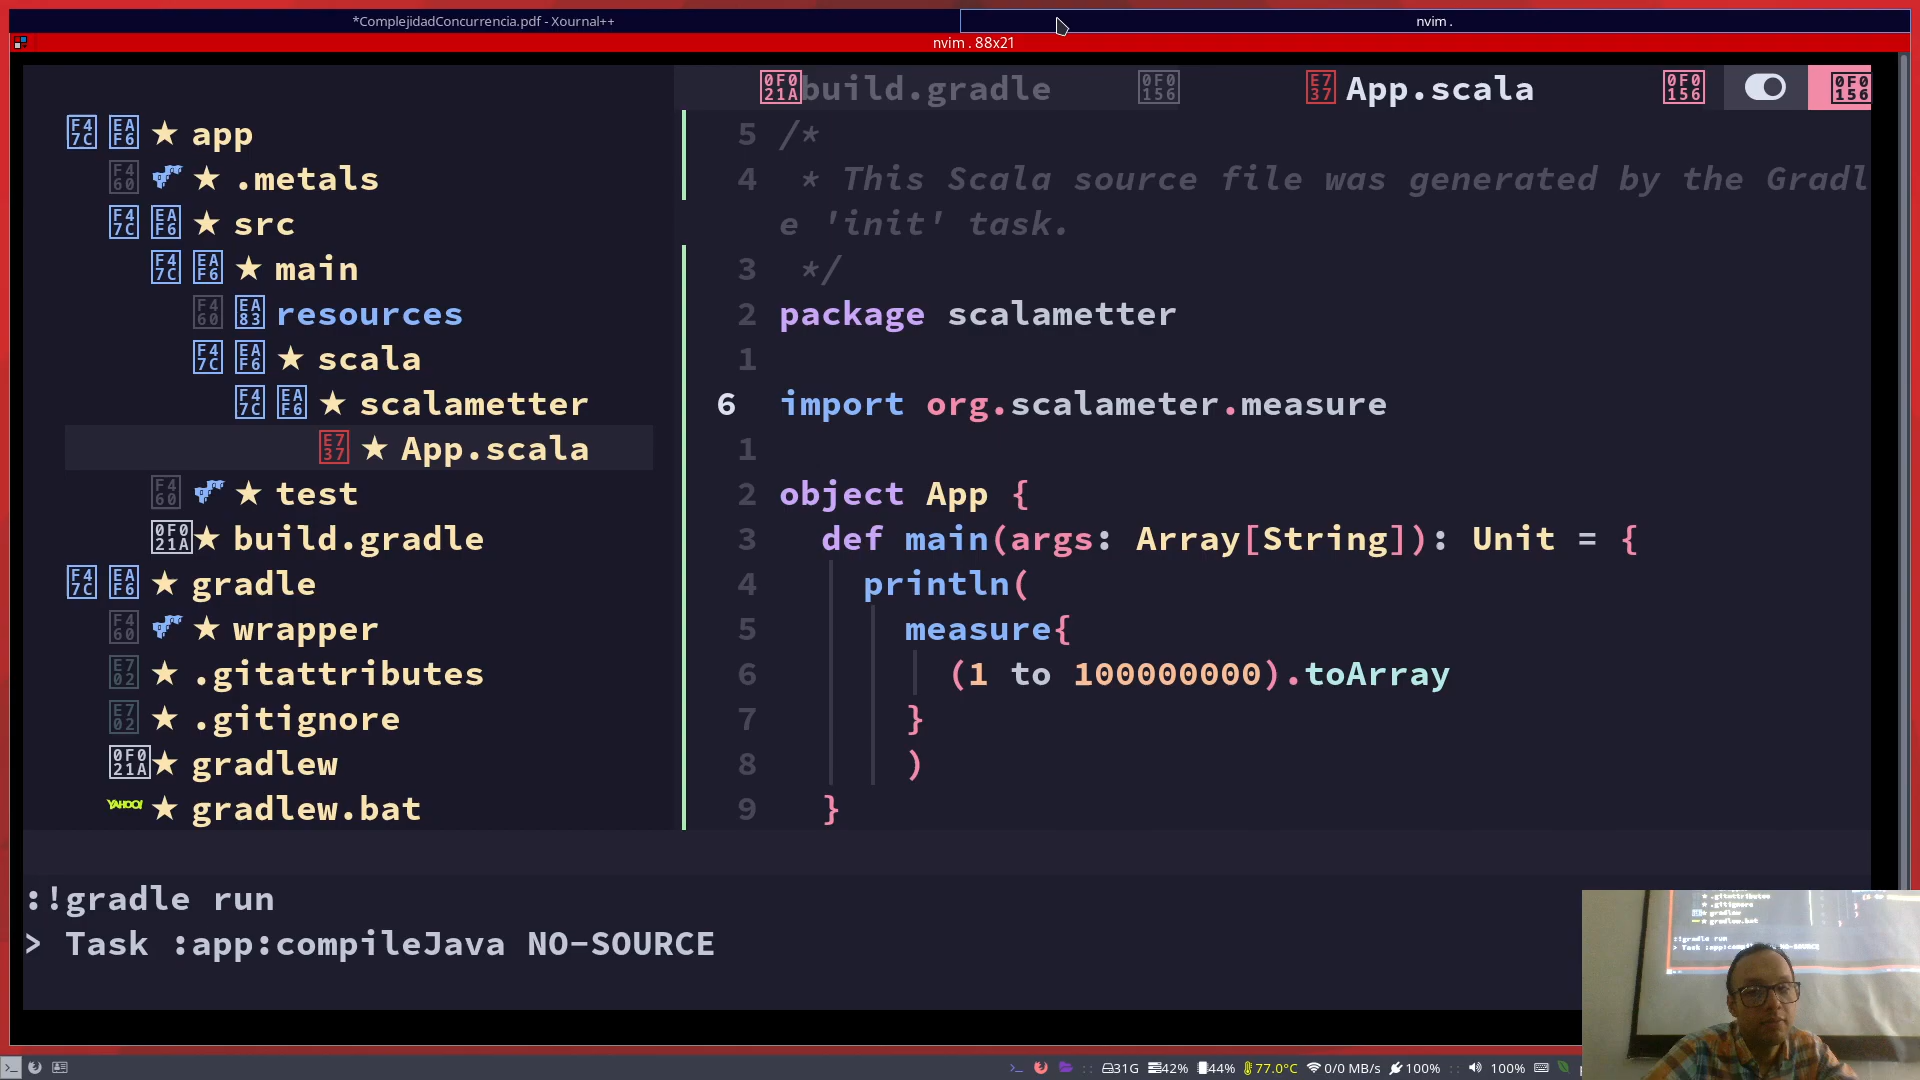 *ComplejidadConcurrencia.pdf - Xournal++
nvim .
nvim . 88x21
build.gradle
App.scala
app
.metals
src
main
resources
scala
scalametter
App.scala
test
build.gradle
gradle
wrapper
.gitattributes
.gitignore
gradlew
YAHOO!
gradlew.bat
5 /*
4 * This Scala source file was generated by the Gradl
e 'init' task.
3 */
2 package scalametter
1
6 import org.scalameter.measure
1
2 object App {
3 def main(args: Array[String]): Unit = {
4 println(
5 measure{
6 (1 to 100000000).toArray
7 }
8 )
9 }
:!gradle run
> Task :app:compileJava NO-SOURCE
31G 42% 44% 77.0°C 0/0 MB/s 100% 100%